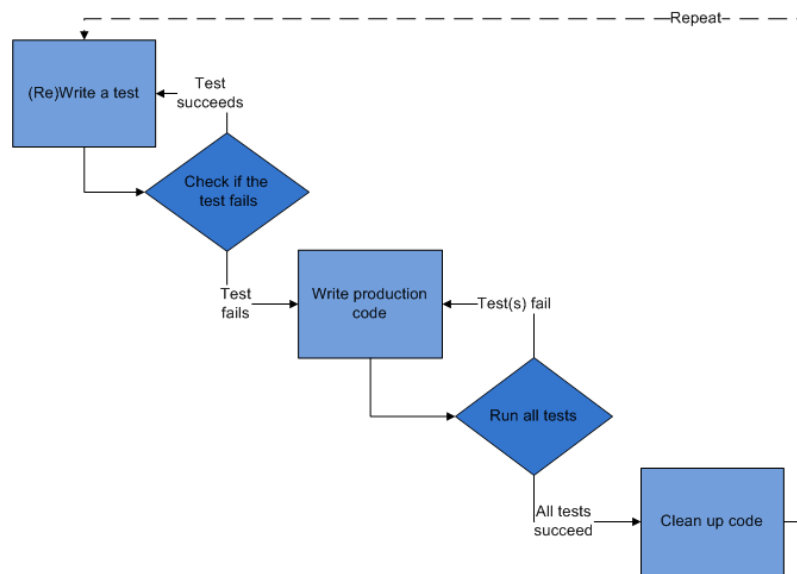 Repeat
(Re)Write a test
Test
succeeds
Check if the
test fails
Test
fails
Write production
code
Test(s) fail
Run all tests
All tests
succeed
Clean up code